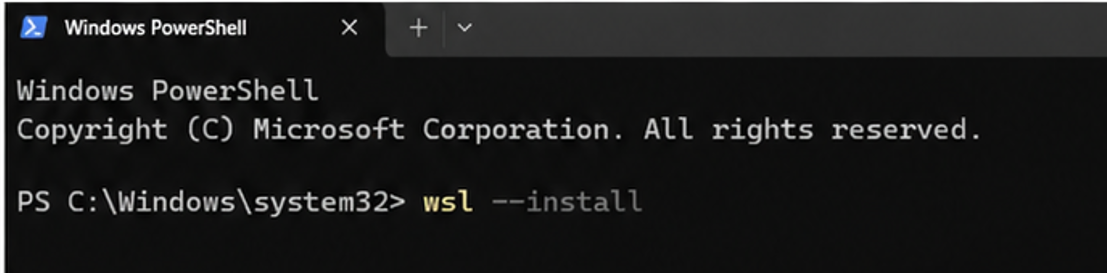 Windows PowerShell
Windows PowerShell
Copyright (C) Microsoft Corporation. All rights reserved.
PS C:\Windows\system32> wsl --install